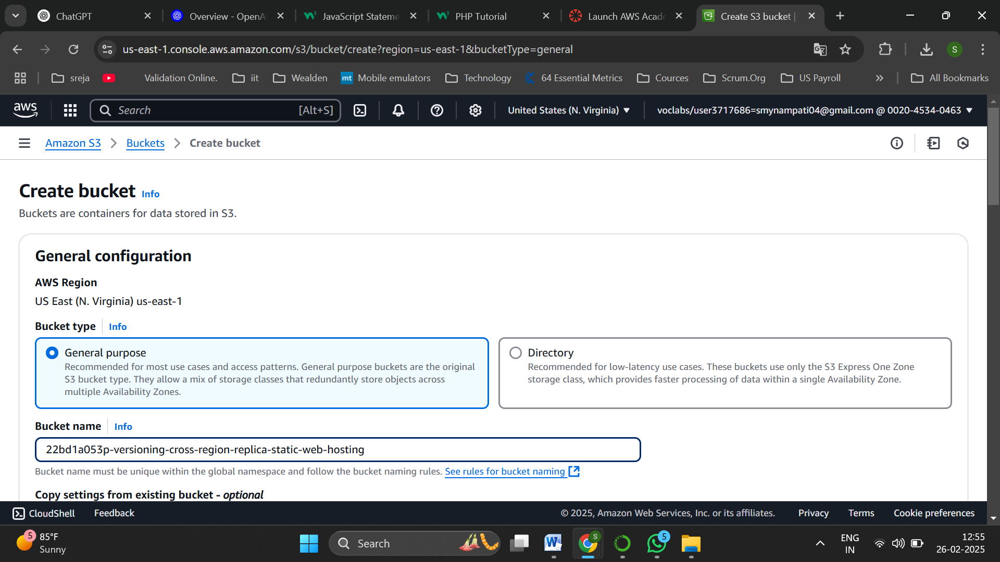 ChatGPT
Overview - OpenA
JavaScript Stateme
PHP Tutorial
Launch AWS Acade
Create S3 bucket |
us-east-1.console.aws.amazon.com/s3/bucket/create?region=us-east-1&bucketType=general
S
sreja
Validation Online.
iit
Wealden
mt Mobile emulators
Technology
64 Essential Metrics
Cources
Scrum.Org
US Payroll
All Bookmarks
aws
Search [Alt+S]
United States (N. Virginia)
voclabs/user3717686=smynampati04@gmail.com @ 0020-4534-0463
Amazon S3 > Buckets > Create bucket
Create bucket Info
Buckets are containers for data stored in S3.
General configuration
AWS Region
US East (N. Virginia) us-east-1
Bucket type Info
General purpose
Recommended for most use cases and access patterns. General purpose buckets are the original
S3 bucket type. They allow a mix of storage classes that redundantly store objects across
multiple Availability Zones.
Directory
Recommended for low-latency use cases. These buckets use only the S3 Express One Zone
storage class, which provides faster processing of data within a single Availability Zone.
Bucket name Info
22bd1a053p-versioning-cross-region-replica-static-web-hosting
Bucket name must be unique within the global namespace and follow the bucket naming rules. See rules for bucket naming
Copy settings from existing bucket - optional
CloudShell
Feedback
© 2025, Amazon Web Services, Inc. or its affiliates.
Privacy
Terms
Cookie preferences
5
85°F
Sunny
Search
W
S
5
ENG
IN
12:55
26-02-2025